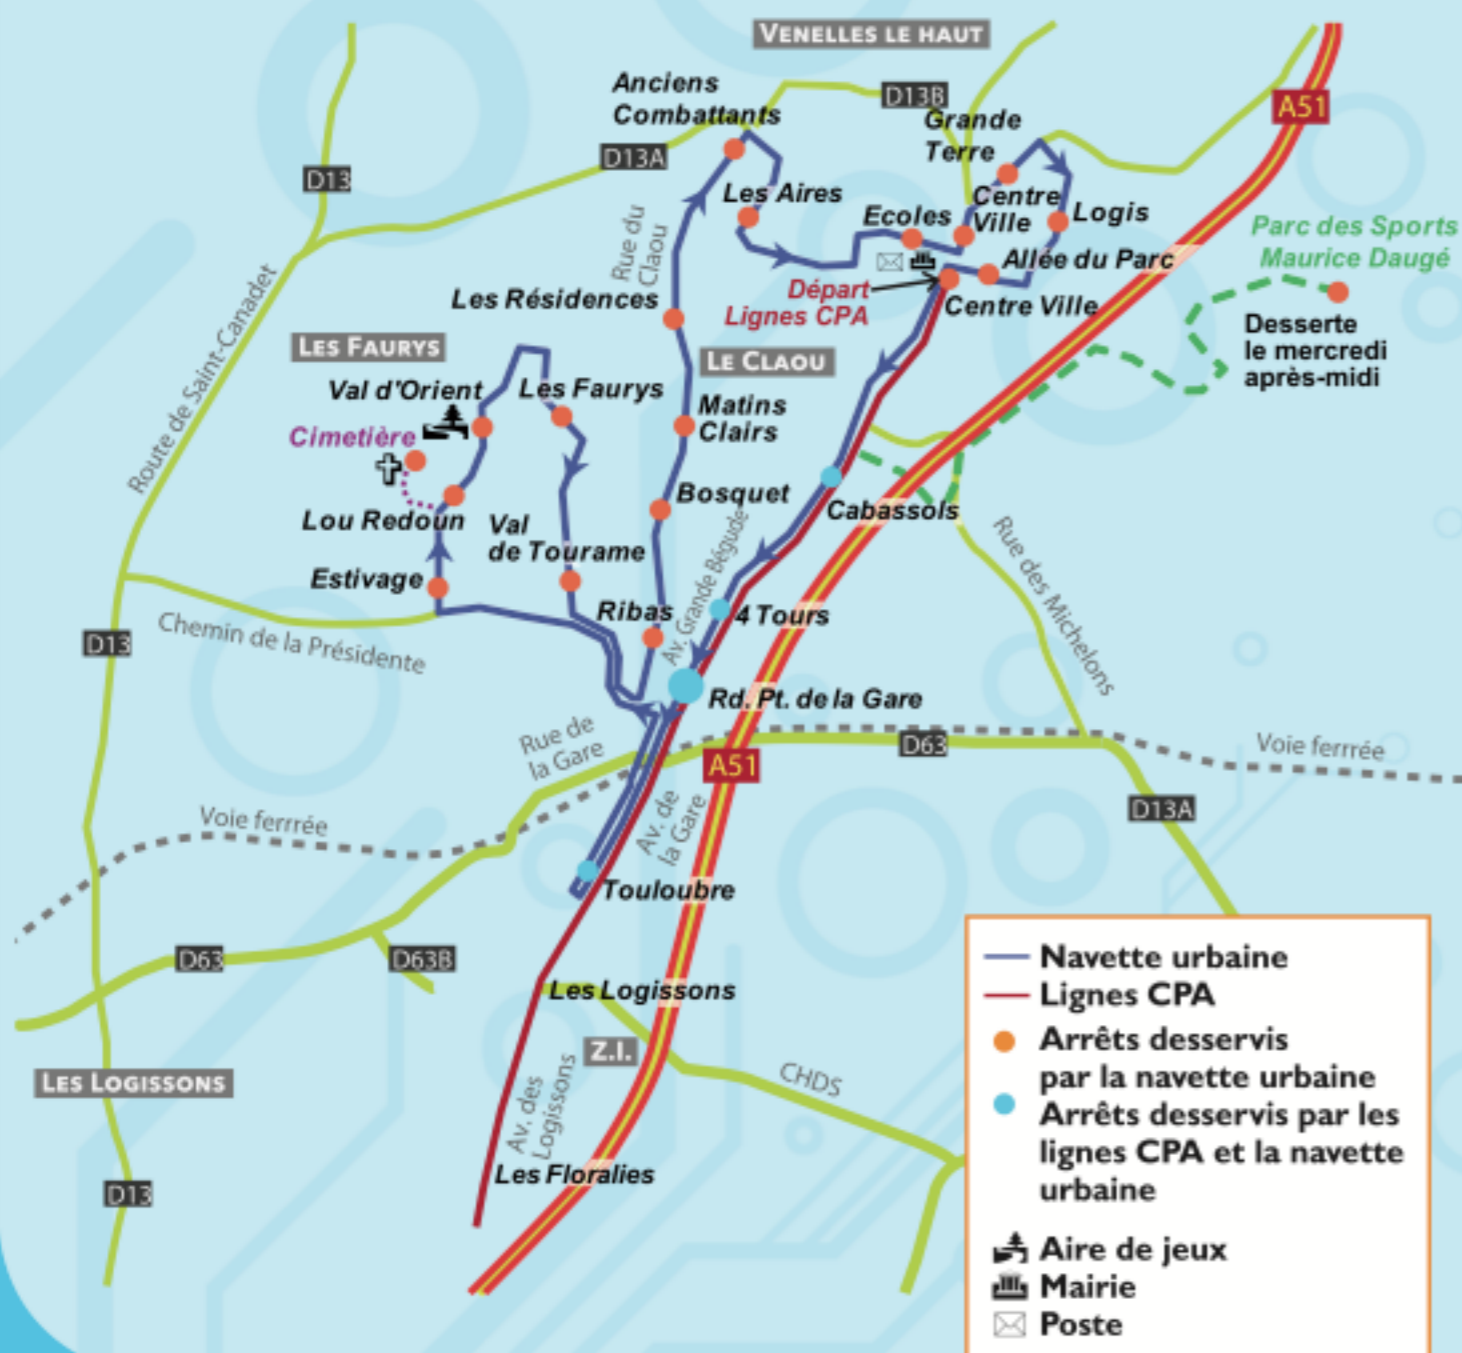 VENELLES LE HAUT
Anciens
Combattants
D13B
A51
Grande
Terre
D13A
D13
Les Aires
Centre
Ville
Ecoles
Logis
Parc des Sports
Maurice Daugé
Rue du
Claou
Allée du Parc
Départ
Lignes CPA
Centre Ville
Les Résidences
Desserte
le mercredi
après-midi
LES FAURYS
LE CLAOU
Route de Saint-Canadet
Val d'Orient
Les Faurys
Matins
Clairs
Cimetière
Bosquet
Cabassols
Lou Redoun
Val
de Tourame
Av. Grande Bégude
Rue des Michelons
Estivage
Ribas
4 Tours
Chemin de la Présidente
D13
Rd. Pt. de la Gare
Rue de
la Gare
D63
Voie ferrrée
A51
Voie ferrrée
Av. de
la Gare
D13A
Touloubre
D63
D63B
Les Logissons
Z.I.
LES LOGISSONS
CHDS
Av. des
Logissons
Les Floralies
D13
Navette urbaine
Lignes CPA
Arrêts desservis
par la navette urbaine
Arrêts desservis par les
lignes CPA et la navette
urbaine
Aire de jeux
Mairie
Poste